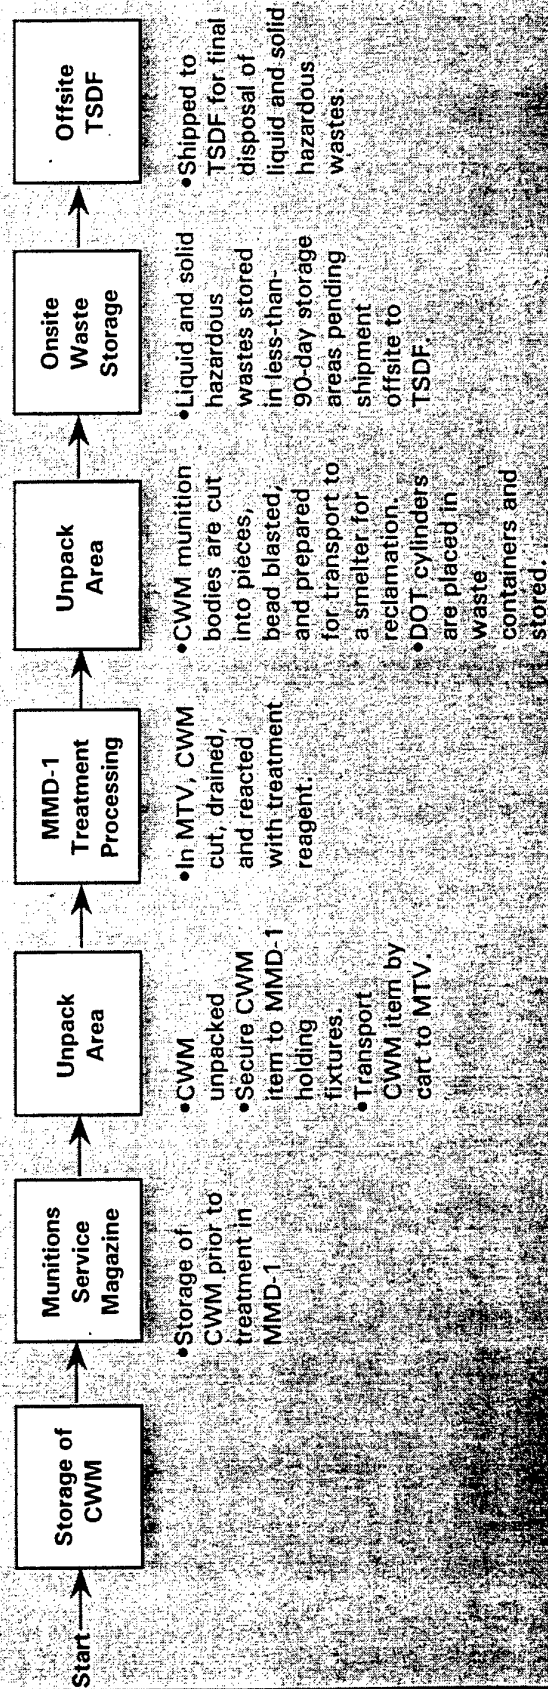 Start
Storage of
CWM
Munitions
Service
Magazine
•Storage of
CWM prior to
treatment in
MMD-1
Unpack
Area
•CWM
unpacked
•Secure CWM
item to MMD-1
holding
fixtures.
•Transport
CWM item by
cart to MTV.
MMD-1
Treatment
Processing
•In MTV, CWM
cut, drained,
and reacted
with treatment
reagent.
Unpack
Area
•CWM munition
bodies are cut
into pieces,
bead blasted,
and prepared
for transport to
a smelter for
reclamation.
•DOT cylinders
are placed in
waste
containers and
stored.
Onsite
Waste
Storage
•Liquid and solid
hazardous
wastes stored
in less-than-
90-day storage
areas pending
shipment
offsite to
TSDF.
Offsite
TSDF
•Shipped to
TSDF for final
disposal of
liquid and solid
hazardous
wastes.